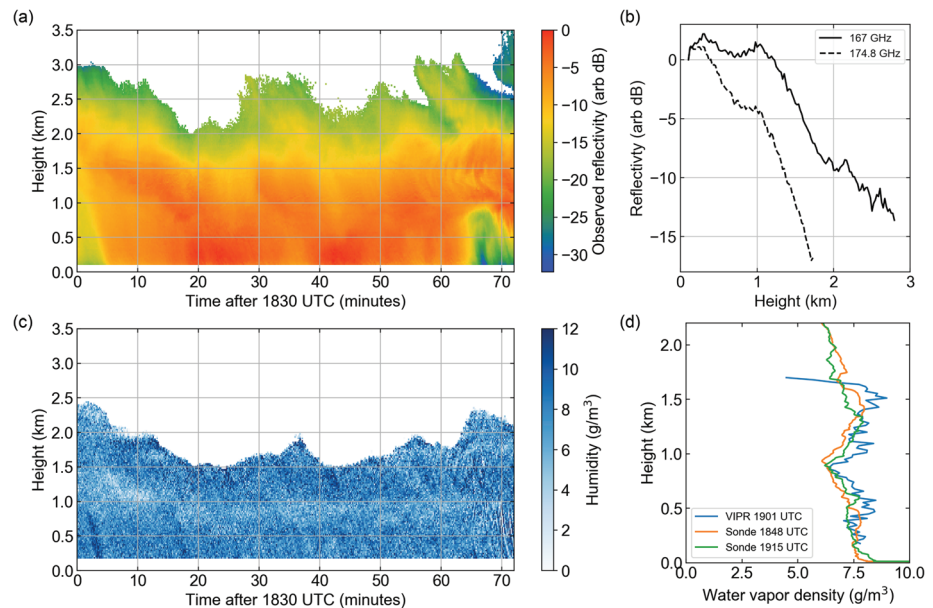 (a)
3.5
3.0
2.5
2.0
1.5
1.0
0.5
0.0
Height (km)
0 10 20 30 40 50 60 70
Time after 1830 UTC (minutes)
0
−5
−10
−15
−20
−25
−30
Observed reflectivity (arb dB)
(b)
0
−5
−10
−15
Reflectivty (arb dB)
167 GHz
174.8 GHz
0 1 2 3
Height (km)
(c)
3.5
3.0
2.5
2.0
1.5
1.0
0.5
0.0
Height (km)
0 10 20 30 40 50 60 70
Time after 1830 UTC (minutes)
12
10
8
6
4
2
0
Humidity (g/m³)
(d)
2.0
1.5
1.0
0.5
0.0
Height (km)
VIPR 1901 UTC
Sonde 1848 UTC
Sonde 1915 UTC
0.0 2.5 5.0 7.5 10.0
Water vapor density (g/m³)